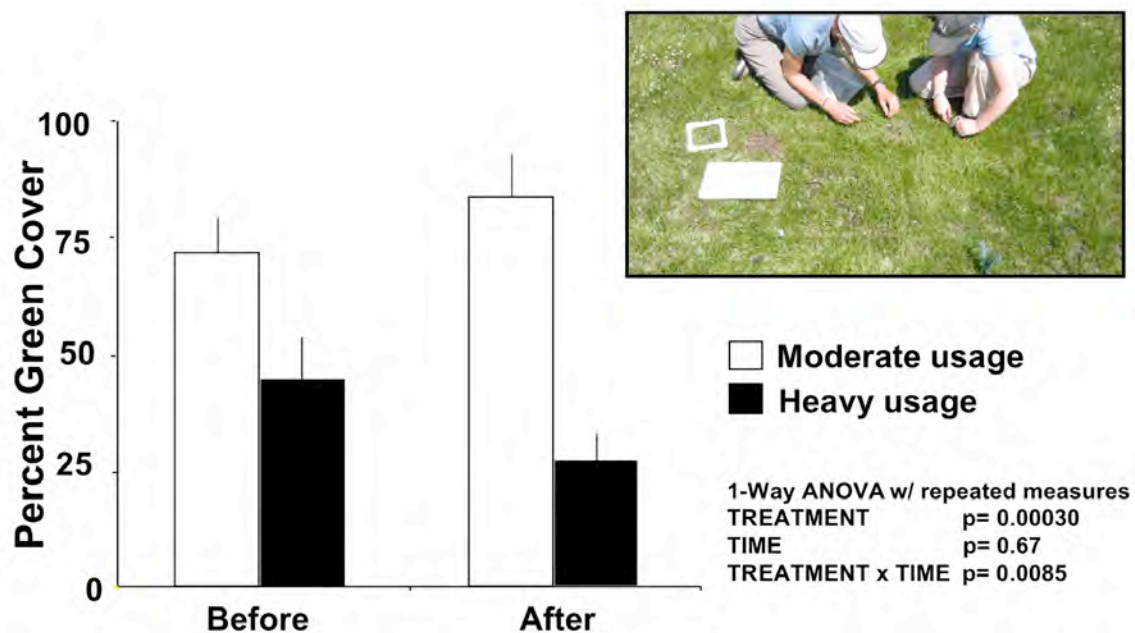 Percent Green Cover
100
75
50
25
0
Before After
Moderate usage
Heavy usage
1-Way ANOVA w/ repeated measures
TREATMENT p= 0.00030
TIME p= 0.67
TREATMENT x TIME p= 0.0085